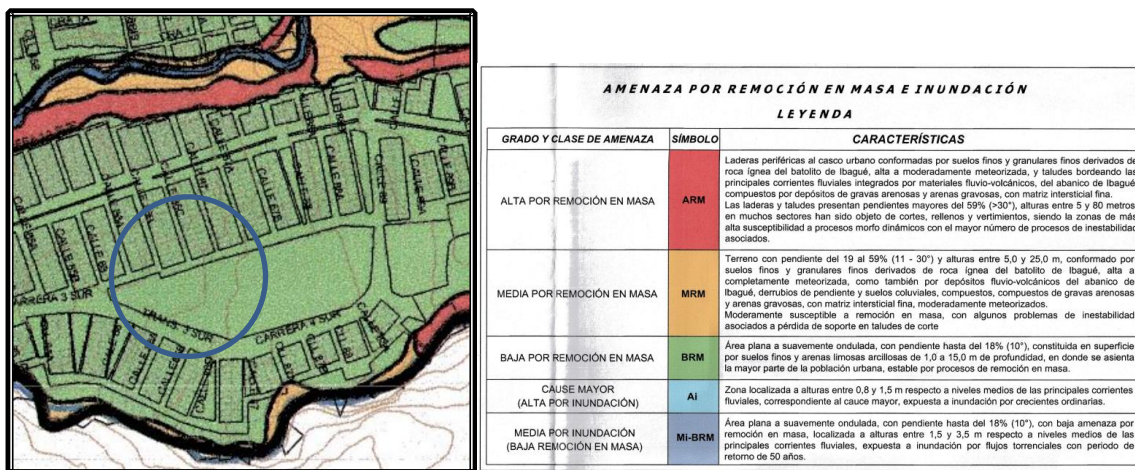 CARRERA 3 SUR
TRANS. 3 SUR
CARRERA 4 SUR
AMENAZA POR REMOCIÓN EN MASA E INUNDACIÓN
LEYENDA
GRADO Y CLASE DE AMENAZA SÍMBOLO CARACTERÍSTICAS
ALTA POR REMOCIÓN EN MASA
ARM
Laderas periféricas al casco urbano conformadas por suelos finos y granulares finos derivados de
roca ígnea del batolito de Ibagué, alta a moderadamente meteorizada, y taludes bordeando las
principales corrientes fluviales integrados por materiales fluvio-volcánicos, del abanico de Ibagué
compuestos por depósitos de gravas arenosas y arenas gravosas, con matriz intersticial fina.
Las laderas y taludes presentan pendientes mayores del 59% (>30°), alturas entre 5 y 80 metros
en muchos sectores han sido objeto de cortes, rellenos y vertimientos, siendo la zonas de más
alta susceptibilidad a procesos morfo dinámicos con el mayor número de procesos de inestabilidad
asociados.
MEDIA POR REMOCIÓN EN MASA
MRM
Terreno con pendiente del 19 al 59% (11 - 30°) y alturas entre 5,0 y 25,0 m, conformado por
suelos finos y granulares finos derivados de roca ígnea del batolito de Ibagué, alta a
completamente meteorizada, como también por depósitos fluvio-volcánicos del abanico de
Ibagué, derrubios de pendiente y suelos coluviales, compuestos, compuestos de gravas arenosas
y arenas gravosas, con matriz intersticial fina, moderadamente meteorizados.
Moderamente susceptible a remoción en masa, con algunos problemas de inestabilidad
asociados a pérdida de soporte en taludes de corte
BAJA POR REMOCIÓN EN MASA
BRM
Área plana a suavemente ondulada, con pendiente hasta del 18% (10°), constituida en superficie
por suelos finos y arenas limosas arcillosas de 1,0 a 15,0 m de profundidad, en donde se asienta
la mayor parte de la población urbana, estable por procesos de remoción en masa.
CAUSE MAYOR
(ALTA POR INUNDACIÓN)
Ai
Zona localizada a alturas entre 0,8 y 1,5 m respecto a niveles medios de las principales corrientes
fluviales, correspondiente al cauce mayor, expuesta a inundación por crecientes ordinarias.
MEDIA POR INUNDACIÓN
(BAJA REMOCIÓN EN MASA)
Mi-BRM
Área plana a suavemente ondulada, con pendiente hasta del 18% (10°), con baja amenaza por
remoción en masa, localizada a alturas entre 1,5 y 3,5 m respecto a niveles medios de las
principales corrientes fluviales, expuesta a inundación por flujos torrenciales con periodo de
retorno de 50 años.